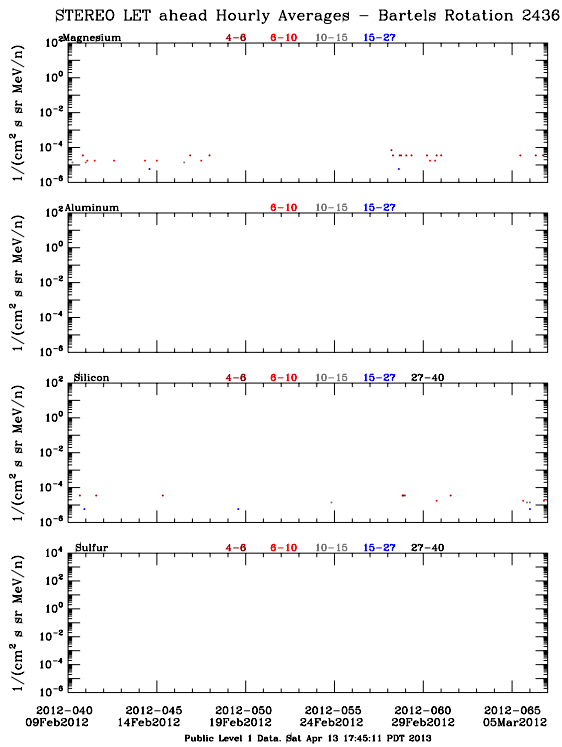 STEREO LET ahead Hourly Averages - Bartels Rotation 2436
Magnesium 4-6 6-10 10-15 15-27
10² 10⁰ 10⁻² 10⁻⁴ 10⁻⁶
1/(cm² s sr MeV/n)
Aluminum 6-10 10-15 15-27
10² 10⁰ 10⁻² 10⁻⁴ 10⁻⁶
1/(cm² s sr MeV/n)
Silicon 4-6 6-10 10-15 15-27 27-40
10² 10⁰ 10⁻² 10⁻⁴ 10⁻⁶
1/(cm² s sr MeV/n)
Sulfur 4-6 6-10 10-15 15-27 27-40
10⁴ 10² 10⁰ 10⁻² 10⁻⁴ 10⁻⁶
1/(cm² s sr MeV/n)
2012-040 2012-045 2012-050 2012-055 2012-060 2012-065
09Feb2012 14Feb2012 19Feb2012 24Feb2012 29Feb2012 05Mar2012
Public Level 1 Data. Sat Apr 13 17:45:11 PDT 2013